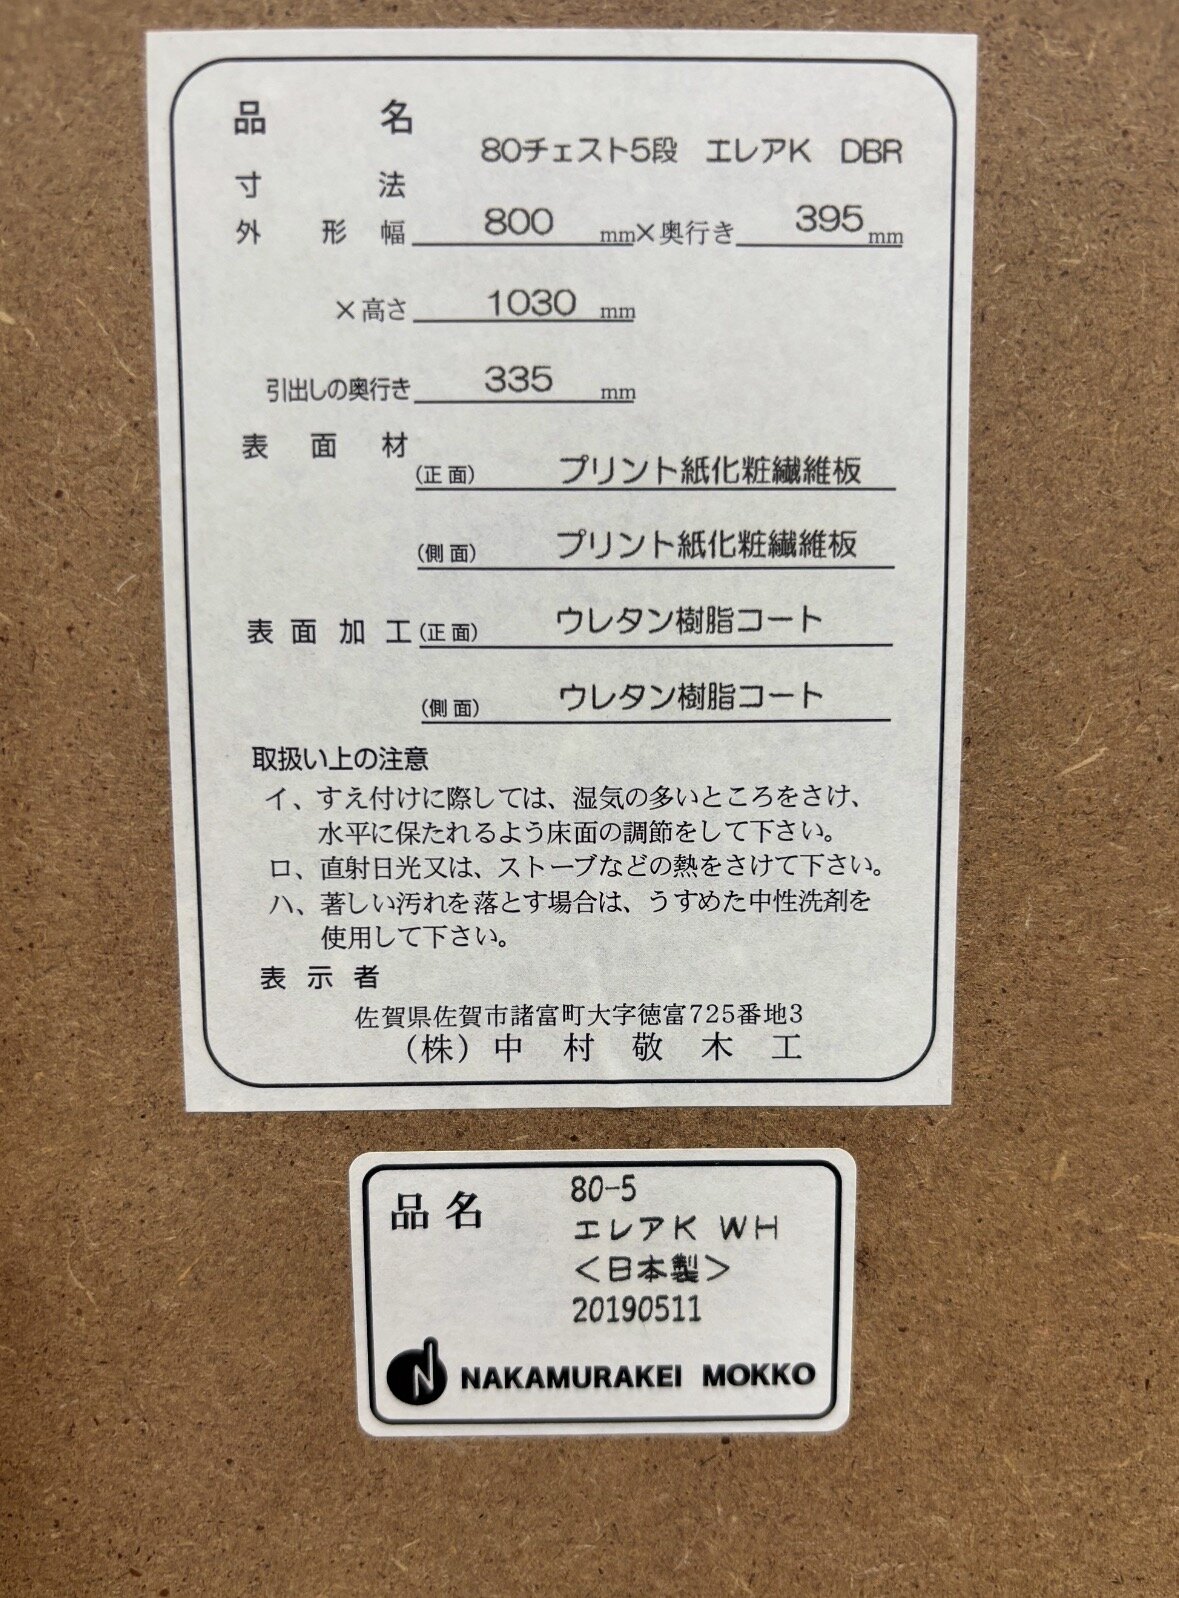 品名
80チェスト5段 エレアK DBR
寸法
外形幅 800 mm×奥行き 395 mm
×高さ 1030 mm
引出しの奥行き 335 mm
表面材(正面) プリント紙化粧繊維板
(側面) プリント紙化粧繊維板
表面加工(正面) ウレタン樹脂コート
(側面) ウレタン樹脂コート
取扱い上の注意
イ、すえ付けに際しては、湿気の多いところをさけ、
水平に保たれるよう床面の調節をして下さい。
ロ、直射日光又は、ストーブなどの熱をさけて下さい。
ハ、著しい汚れを落とす場合は、うすめた中性洗剤を
使用して下さい。
表示者
佐賀県佐賀市諸富町大字徳富725番地3
(株)中村敬木工
品名 80-5
エレアK WH
<日本製>
20190511
N NAKAMURAKEI MOKKO